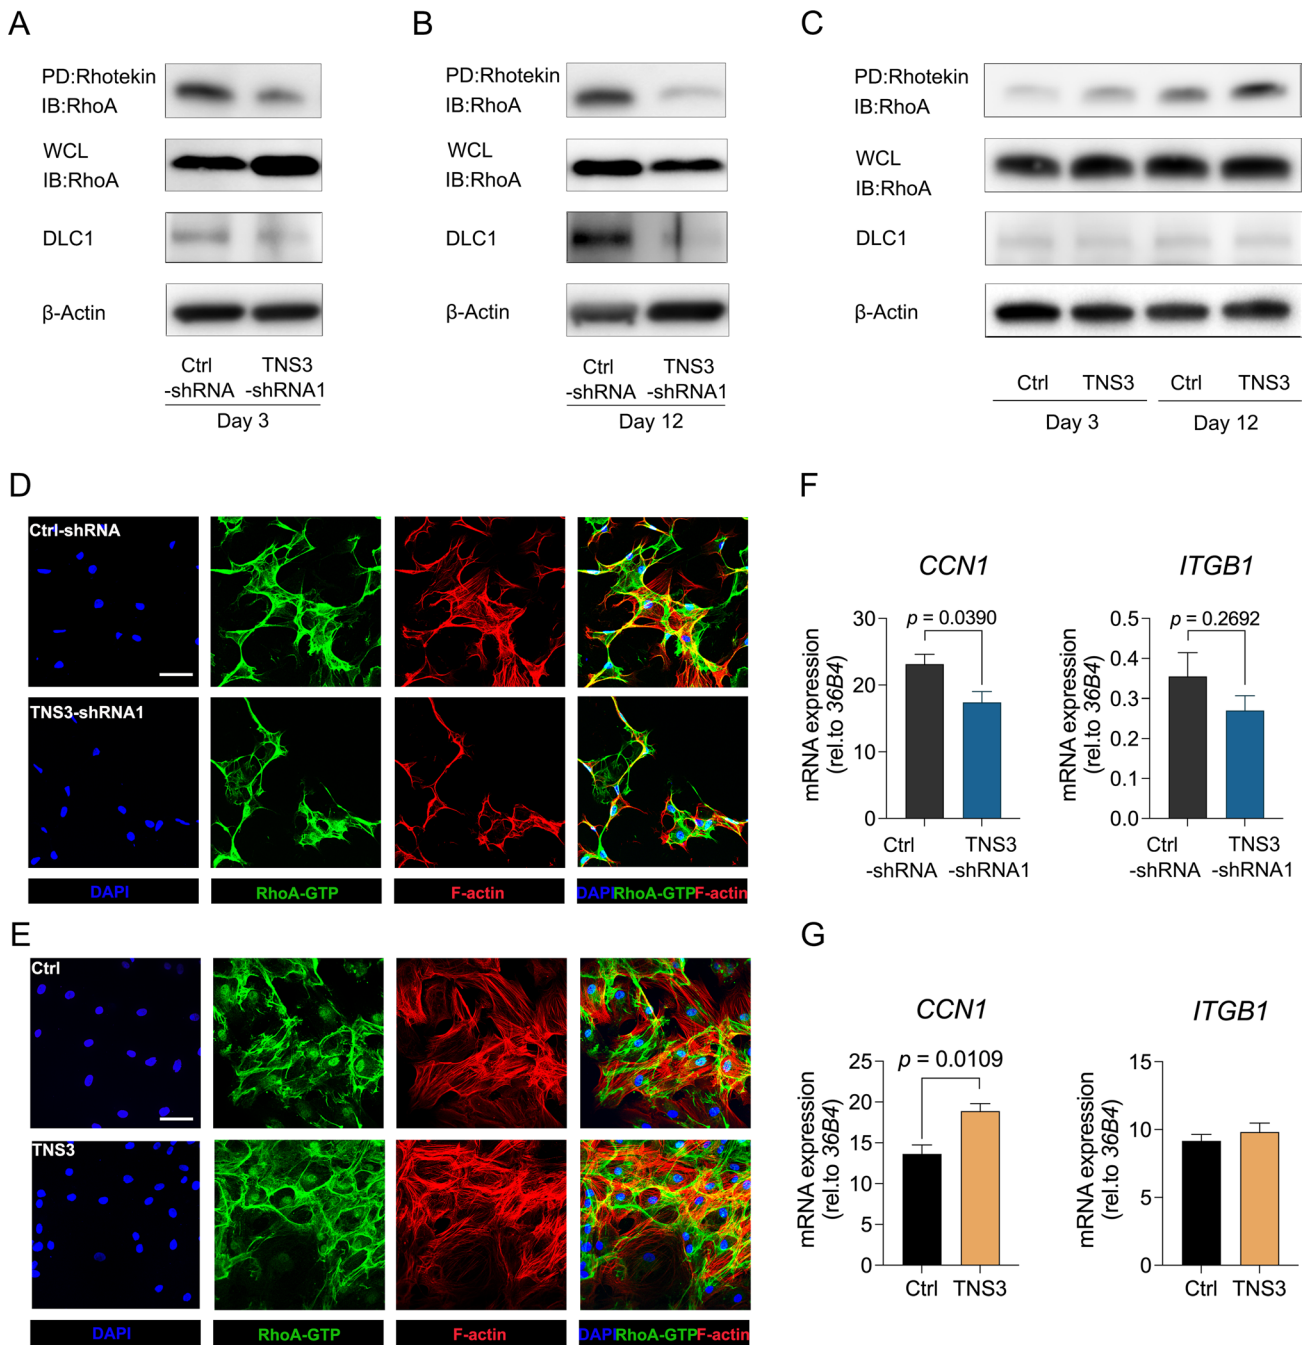 A
PD:Rhotekin
IB:RhoA
WCL
IB:RhoA
DLC1
β-Actin
Ctrl
-shRNA
TNS3
-shRNA1
Day 3
B
PD:Rhotekin
IB:RhoA
WCL
IB:RhoA
DLC1
β-Actin
Ctrl
-shRNA
TNS3
-shRNA1
Day 12
C
PD:Rhotekin
IB:RhoA
WCL
IB:RhoA
DLC1
β-Actin
Ctrl TNS3 Ctrl TNS3
Day 3 Day 12
D
Ctrl-shRNA
TNS3-shRNA1
DAPI RhoA-GTP F-actin DAPI RhoA-GTP F-actin
E
Ctrl
TNS3
DAPI RhoA-GTP F-actin DAPI RhoA-GTP F-actin
F
CCN1
mRNA expression
(rel.to 36B4)
30
20
10
0
p = 0.0390
Ctrl
-shRNA
TNS3
-shRNA1
ITGB1
mRNA expression
(rel.to 36B4)
0.5
0.4
0.3
0.2
0.1
0.0
p = 0.2692
Ctrl
-shRNA
TNS3
-shRNA1
G
CCN1
mRNA expression
(rel.to 36B4)
25
20
15
10
5
0
p = 0.0109
Ctrl TNS3
ITGB1
mRNA expression
(rel.to 36B4)
15
10
5
0
Ctrl TNS3